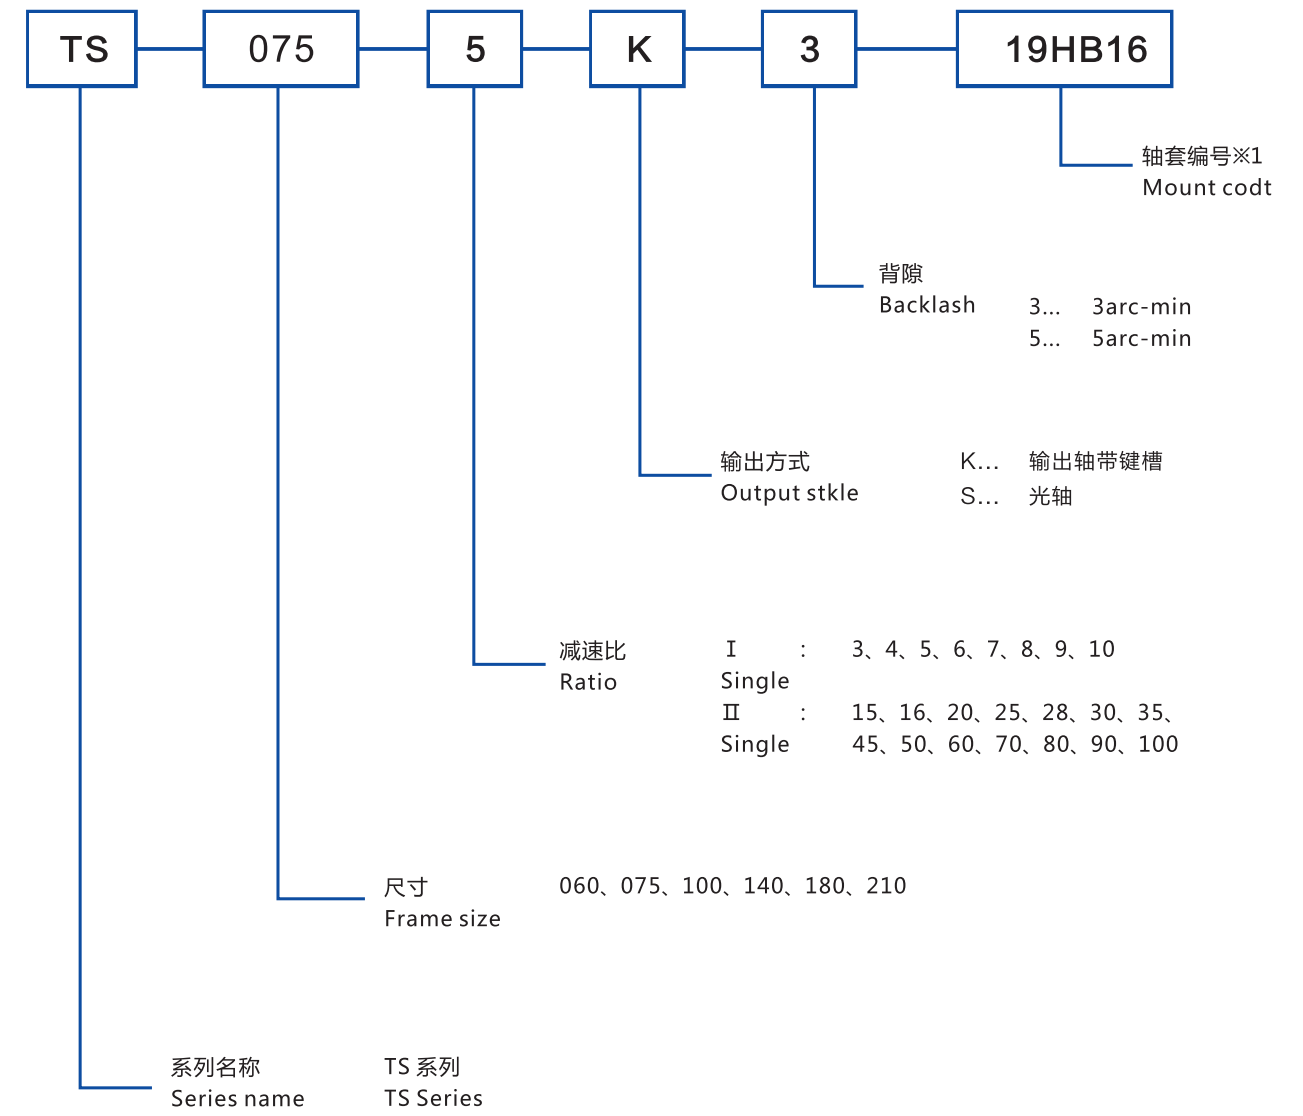 TS 075 5 K 3 19HB16
轴套编号※1
Mount codt
背隙
Backlash 3... 3arc-min
5... 5arc-min
输出方式 K... 输出轴带键槽
Output stkle S... 光轴
减速比 Ⅰ : 3、4、5、6、7、8、9、10
Ratio Single
Ⅱ : 15、16、20、25、28、30、35、
Single 45、50、60、70、80、90、100
尺寸 060、075、100、140、180、210
Frame size
系列名称 TS 系列
Series name TS Series